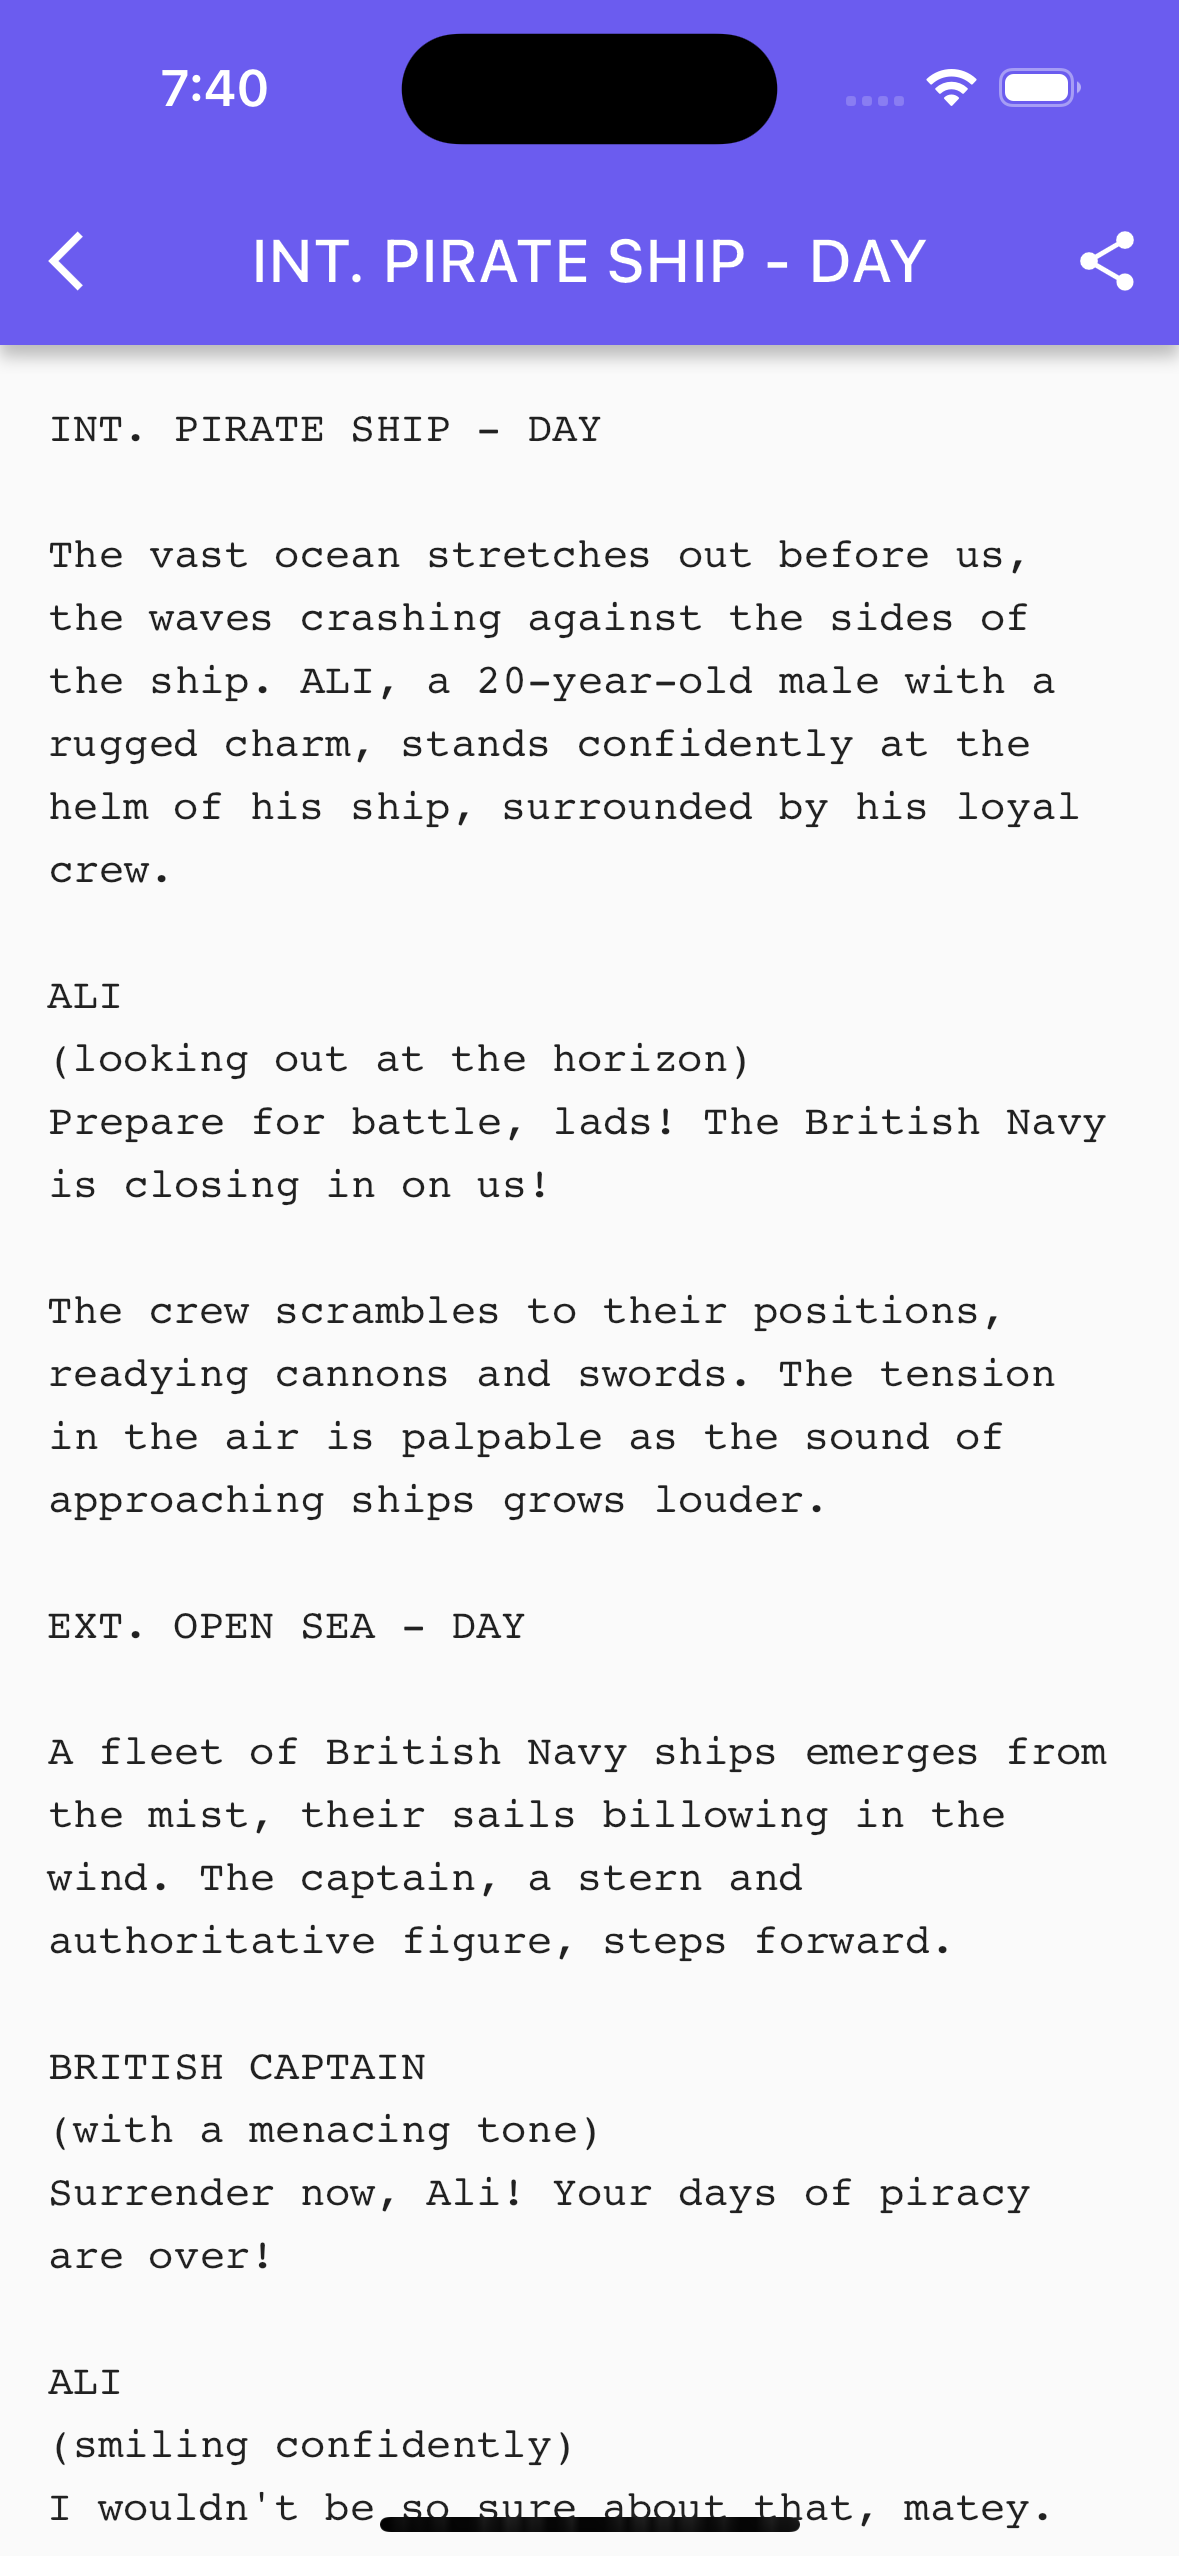 7:40
INT. PIRATE SHIP - DAY
INT. PIRATE SHIP - DAY
The vast ocean stretches out before us,
the waves crashing against the sides of
the ship. ALI, a 20-year-old male with a
rugged charm, stands confidently at the
helm of his ship, surrounded by his loyal
crew.
ALI
(looking out at the horizon)
Prepare for battle, lads! The British Navy
is closing in on us!
The crew scrambles to their positions,
readying cannons and swords. The tension
in the air is palpable as the sound of
approaching ships grows louder.
EXT. OPEN SEA - DAY
A fleet of British Navy ships emerges from
the mist, their sails billowing in the
wind. The captain, a stern and
authoritative figure, steps forward.
BRITISH CAPTAIN
(with a menacing tone)
Surrender now, Ali! Your days of piracy
are over!
ALI
(smiling confidently)
I wouldn't be so sure about that, matey.